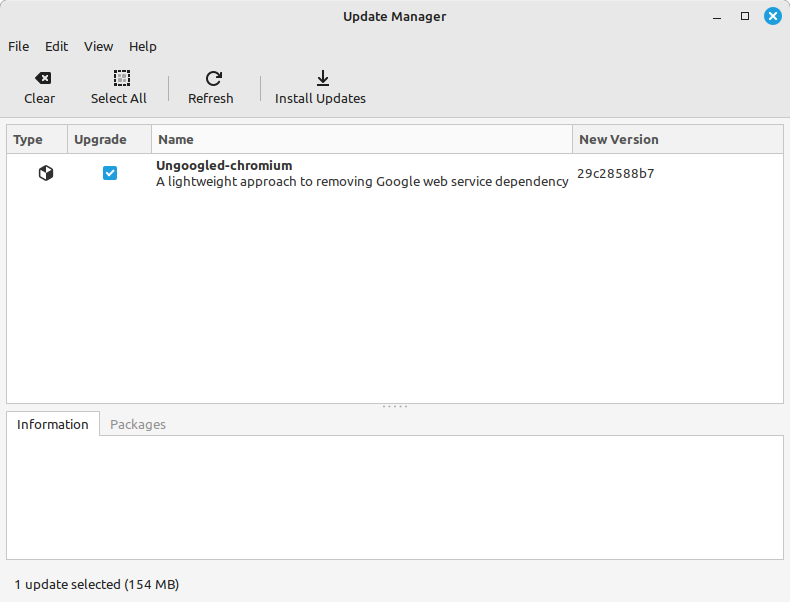 Update Manager
File Edit View Help
Clear Select All Refresh Install Updates
Type Upgrade Name New Version
Ungoogled-chromium
A lightweight approach to removing Google web service dependency 29c28588b7
Information Packages
1 update selected (154 MB)